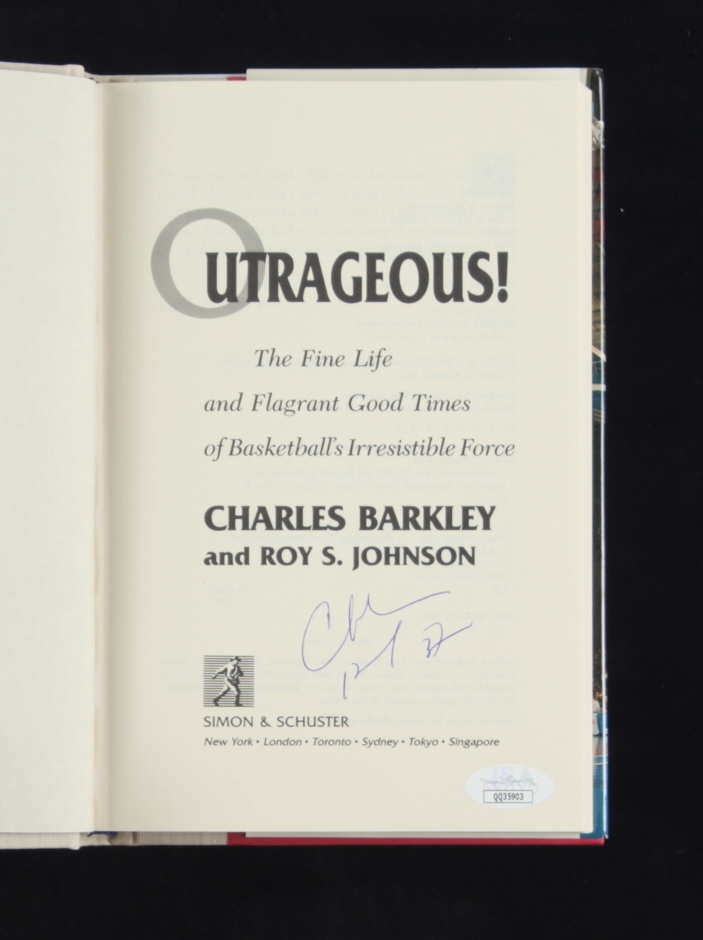 OUTRAGEOUS!
The Fine Life
and Flagrant Good Times
of Basketball's Irresistible Force
CHARLES BARKLEY
and ROY S. JOHNSON
SIMON & SCHUSTER
New York • London • Toronto • Sydney • Tokyo • Singapore
JSA
QQ35903